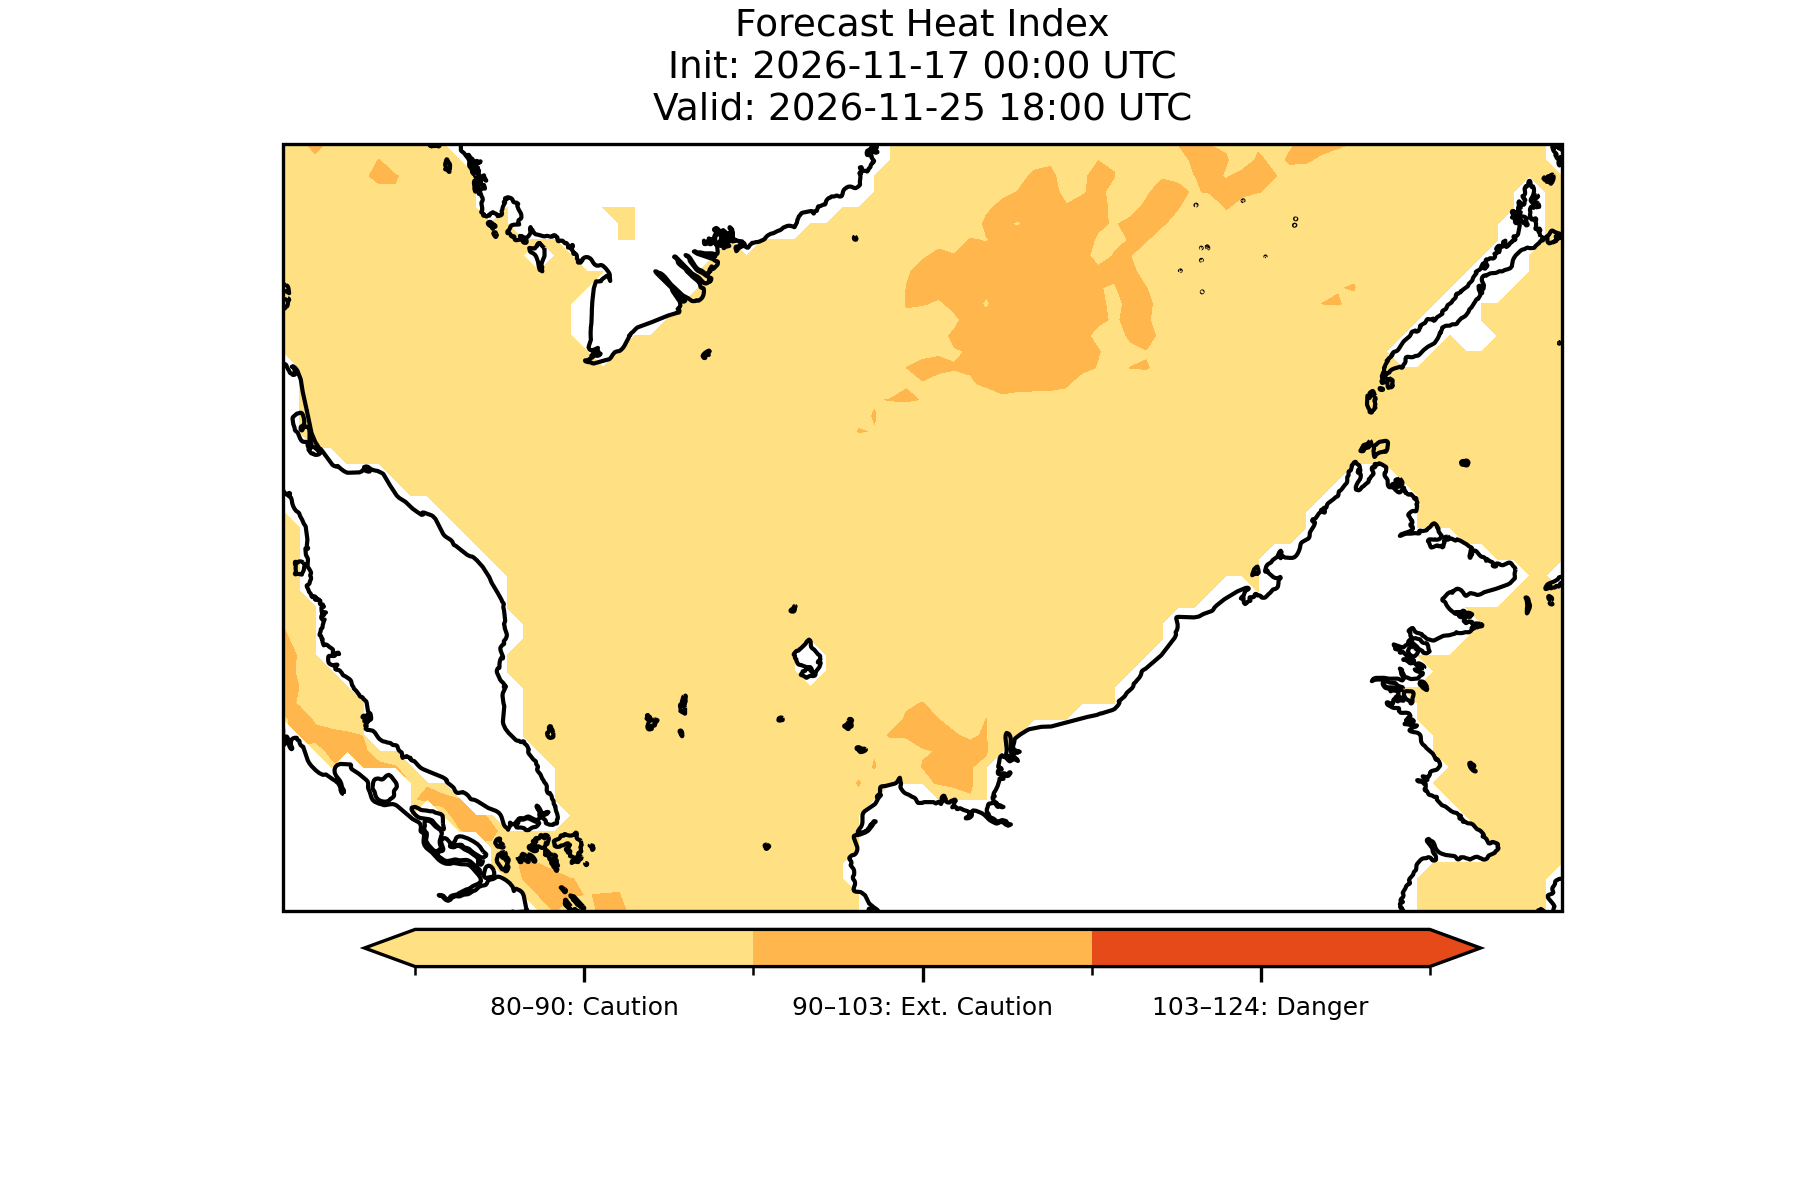 Forecast Heat Index
Init: 2026-11-17 00:00 UTC
Valid: 2026-11-25 18:00 UTC
80–90: Caution
90–103: Ext. Caution
103–124: Danger